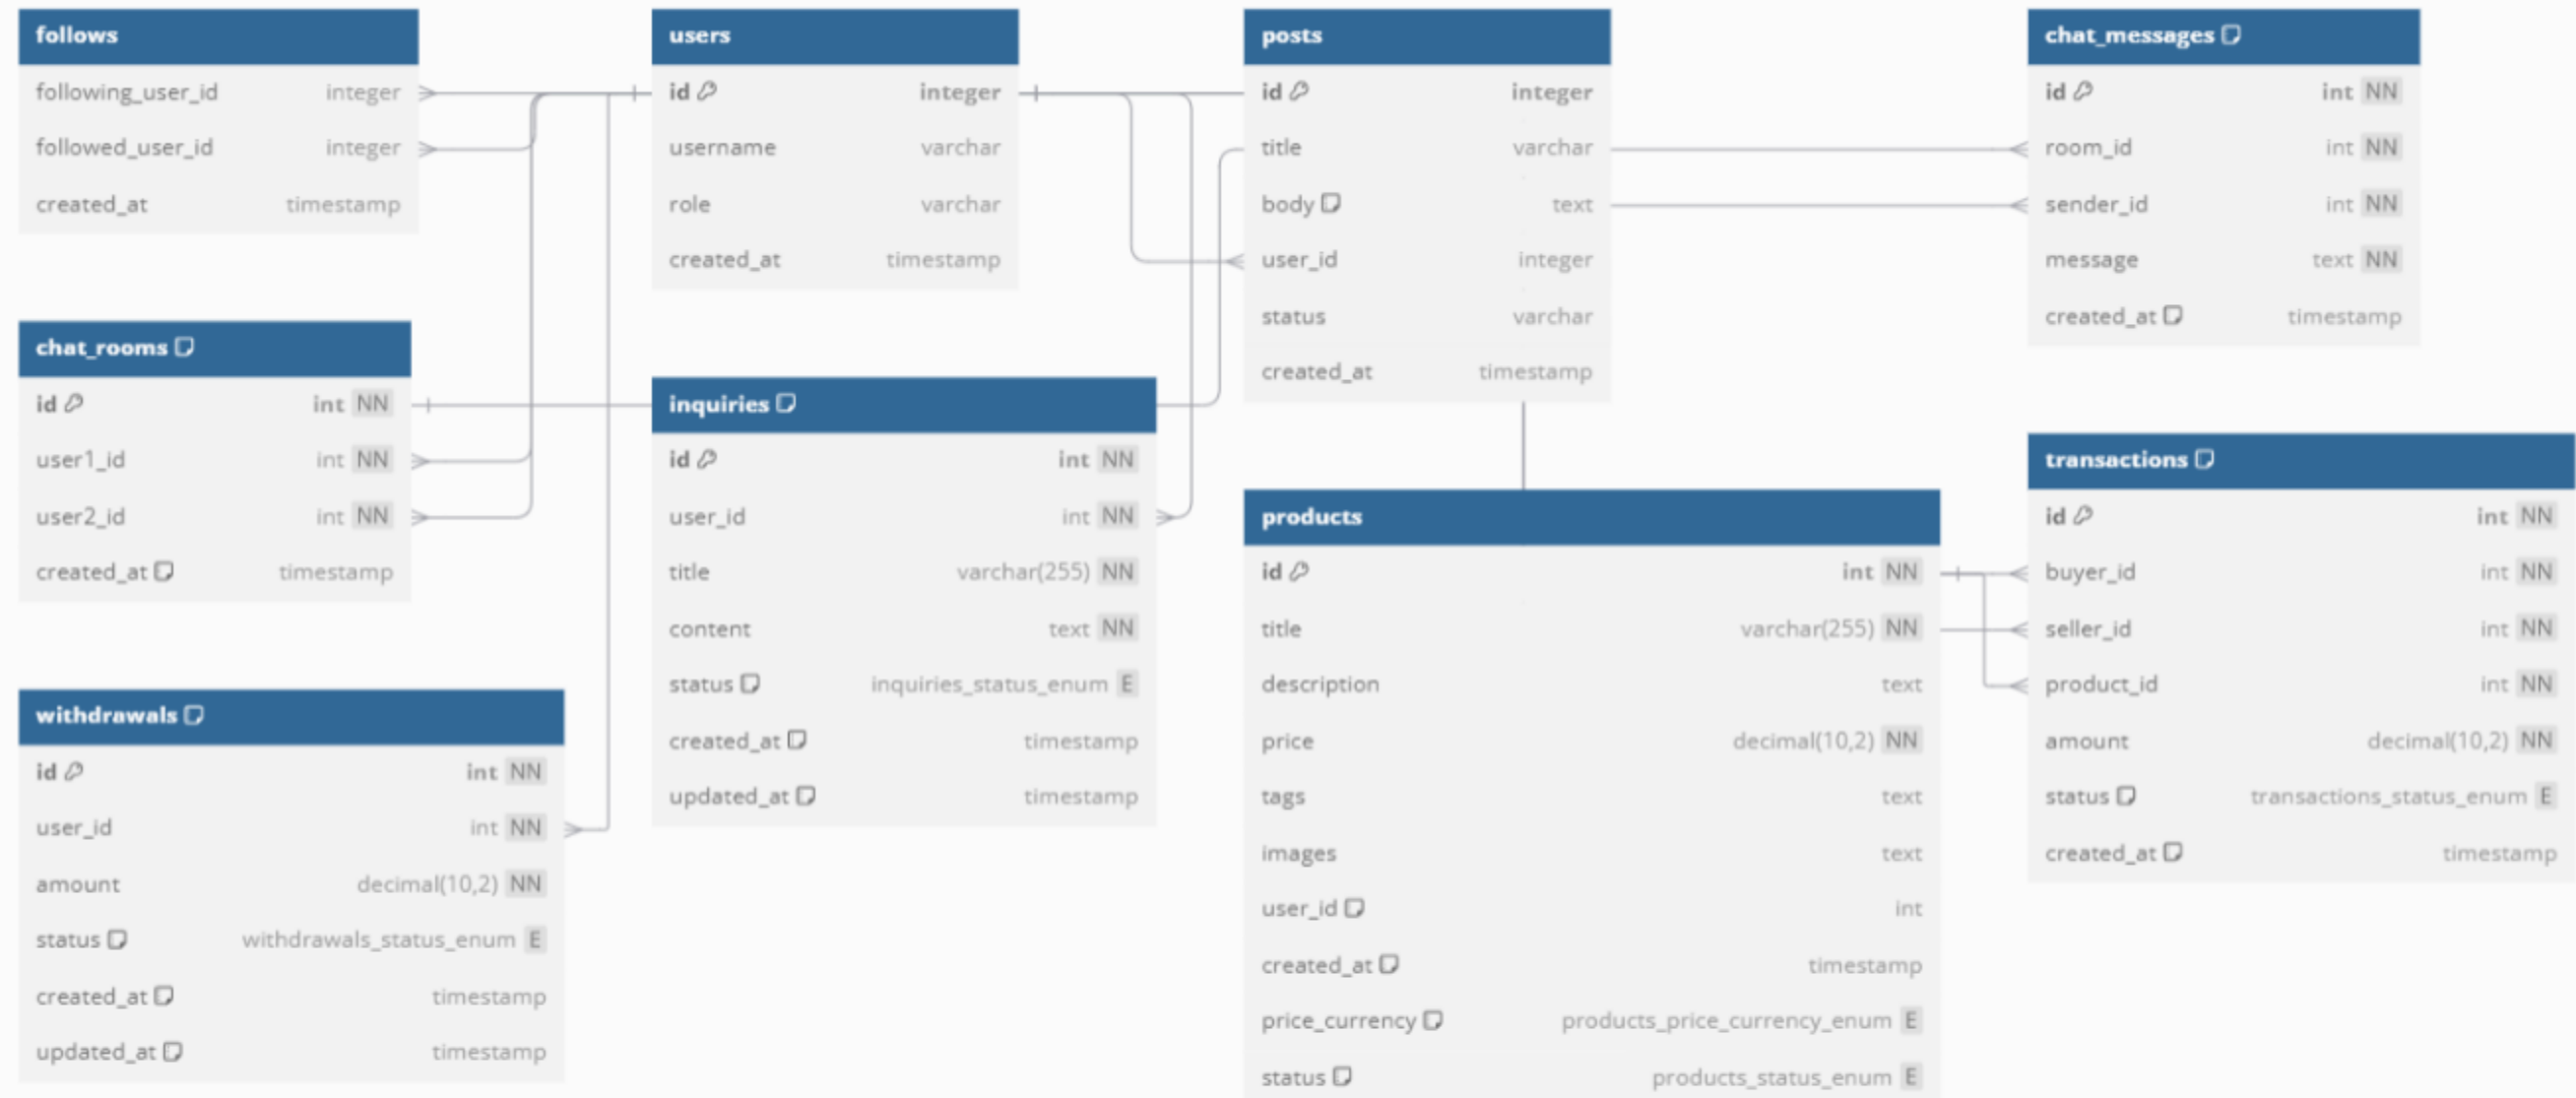 follows
following_user_id integer
followed_user_id integer
created_at timestamp
users
id integer
username varchar
role varchar
created_at timestamp
posts
id integer
title varchar
body text
user_id integer
status varchar
created_at timestamp
chat_messages
id int NN
room_id int NN
sender_id int NN
message text NN
created_at timestamp
chat_rooms
id int NN
user1_id int NN
user2_id int NN
created_at timestamp
inquiries
id int NN
user_id int NN
title varchar(255) NN
content text NN
status inquiries_status_enum E
created_at timestamp
updated_at timestamp
products
id int NN
title varchar(255) NN
description text
price decimal(10,2) NN
tags text
images text
user_id int
created_at timestamp
price_currency products_price_currency_enum E
status products_status_enum E
transactions
id int NN
buyer_id int NN
seller_id int NN
product_id int NN
amount decimal(10,2) NN
status transactions_status_enum E
created_at timestamp
withdrawals
id int NN
user_id int NN
amount decimal(10,2) NN
status withdrawals_status_enum E
created_at timestamp
updated_at timestamp